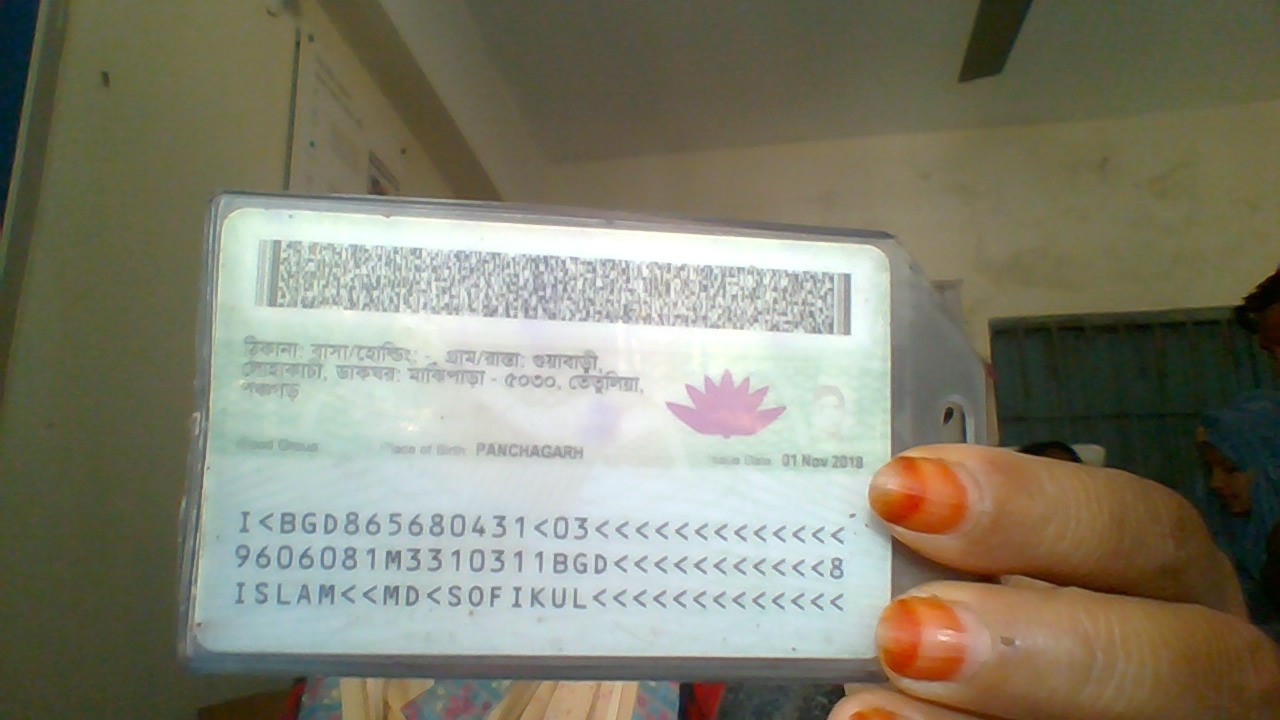 ঠিকানা: বাসা/হোল্ডিং: - গ্রাম/রাস্তা: গুয়াবাড়ী,
লোহাকাচী, ডাকঘর: মাঝিপাড়া - ৫০৩০, তেঁতুলিয়া,
পঞ্চগড়
Blood Group Place of Birth PANCHAGARH Issue Date 01 Nov 2018
I<BGD865680431<03<<<<<<<<<<<<<
9606081M3310311BGD<<<<<<<<<<<8
ISLAM<<MD<SOFIKUL<<<<<<<<<<<<<